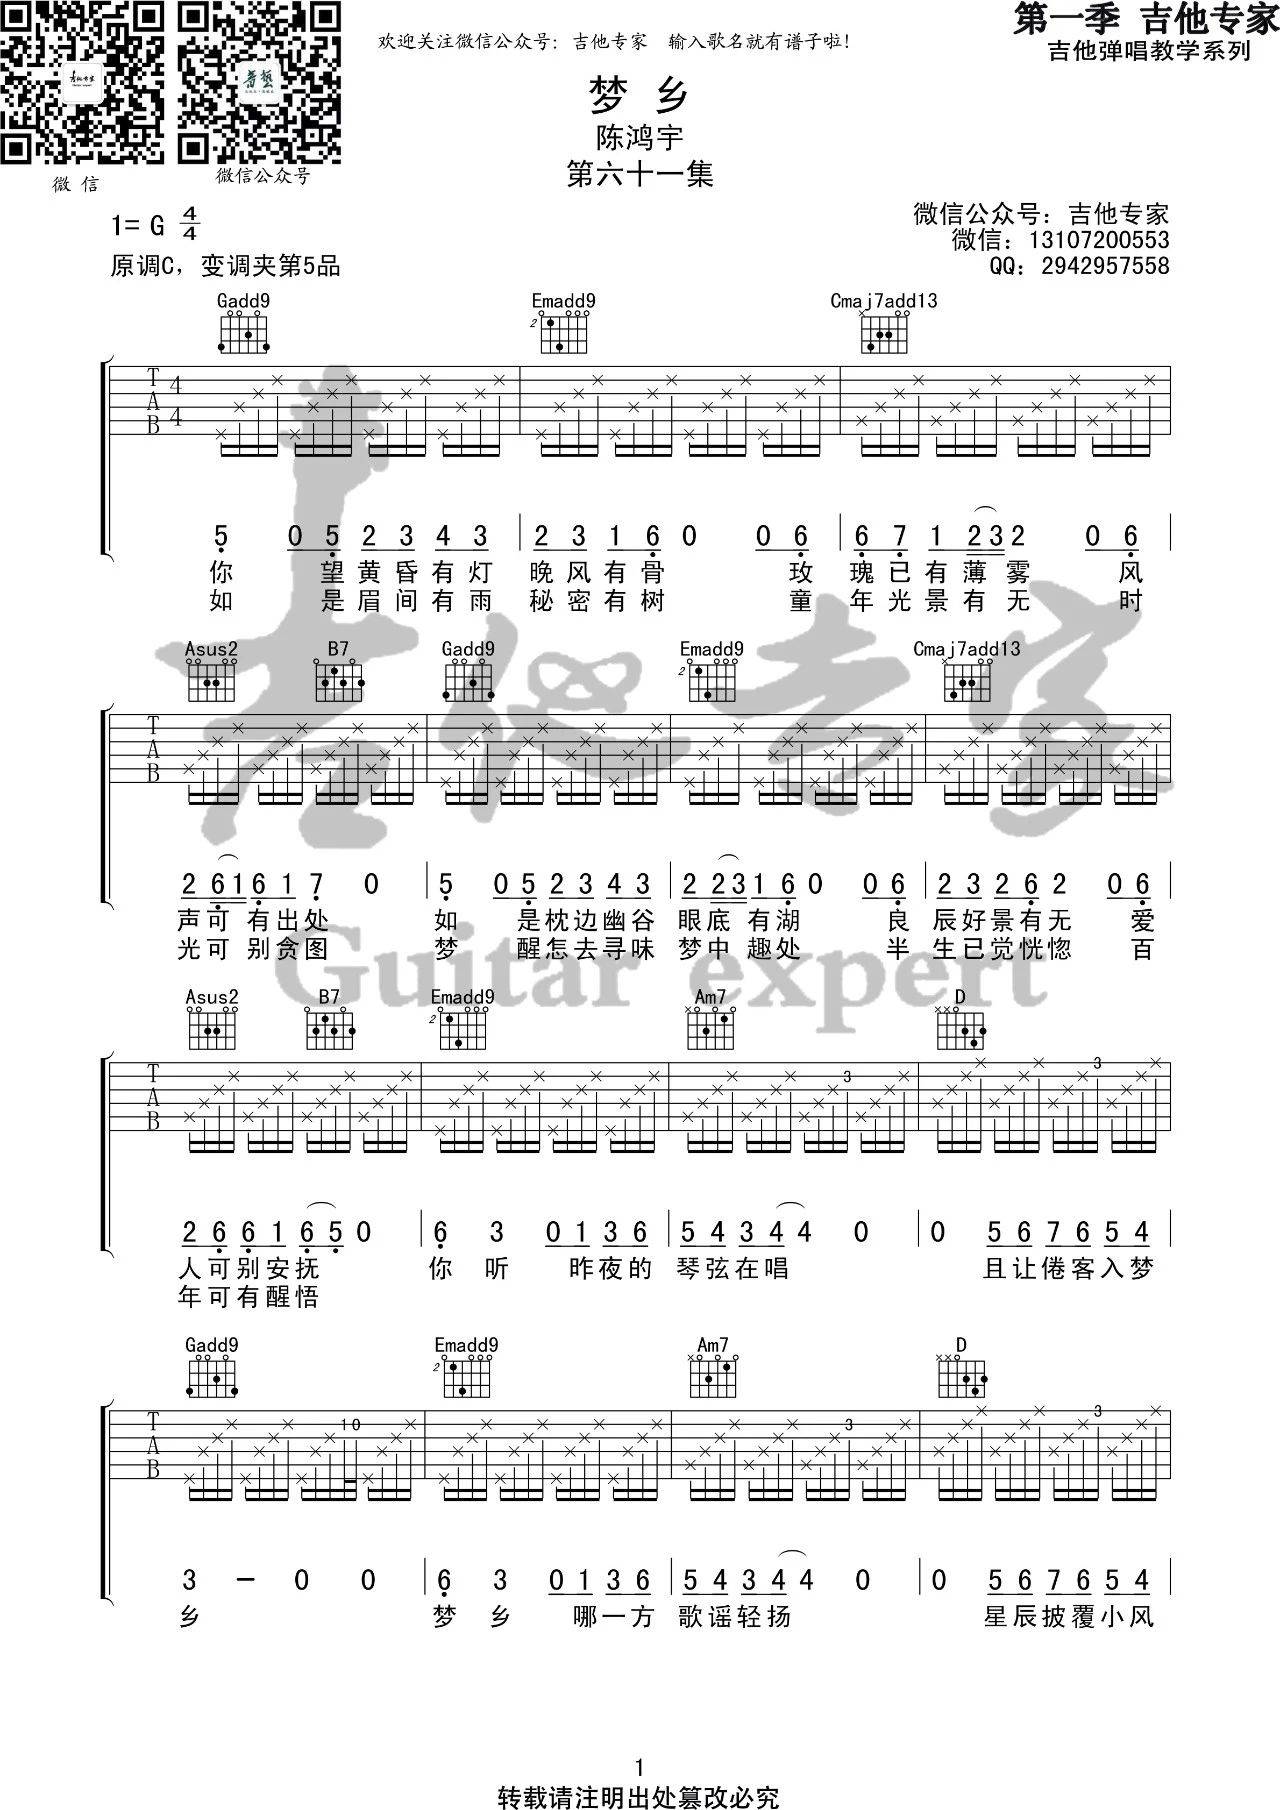 欢迎关注微信公众号：吉他专家　输入歌名就有谱子啦！
第一季 吉他专家
吉他弹唱教学系列
梦 乡
陈鸿宇
第六十一集
微 信
微信公众号
1= G 4/4
原调C，变调夹第5品
微信公众号：吉他专家
微信：13107200553
QQ：2942957558
Gadd9 Emadd9 Cmaj7add13
2
T A B 4/4
5 0 5 2 3 4 3 | 2 3 1 6 0 0 6 | 6 7 1 2 3 2 0 6 |
你 望黄昏有灯 晚风有骨 玫 瑰已有薄雾 风
如 是眉间有雨 秘密有树 童 年光景有无 时
Asus2 B7 Gadd9 Emadd9 Cmaj7add13
2
T A B
2 6 1 6 1 7 0 | 5 0 5 2 3 4 3 | 2 2 3 1 6 0 0 6 | 2 3 2 6 2 0 6 |
声可 有出处 如 是枕边幽谷 眼底 有湖 良 辰好景有无 爱
光可 别贪图 梦 醒怎去寻味 梦中 趣处 半 生已觉恍惚 百
吉他专家
Guitar expert
Asus2 B7 Emadd9 Am7 D
2
T A B 3 3
2 6 6 1 6 5 0 | 6 3 0 1 3 6 | 5 4 3 4 4 0 | 0 5 6 7 6 5 4 |
人可别安抚 你 听 昨夜的 琴弦在唱 且让倦客入梦
年可有醒悟
Gadd9 Emadd9 Am7 D
2
T A B 1 0 3 3
3 - 0 0 | 6 3 0 1 3 6 | 5 4 3 4 4 0 | 0 5 6 7 6 5 4 |
乡 梦 乡 哪一方 歌谣轻扬 星辰披覆小风
1
转载请注明出处篡改必究